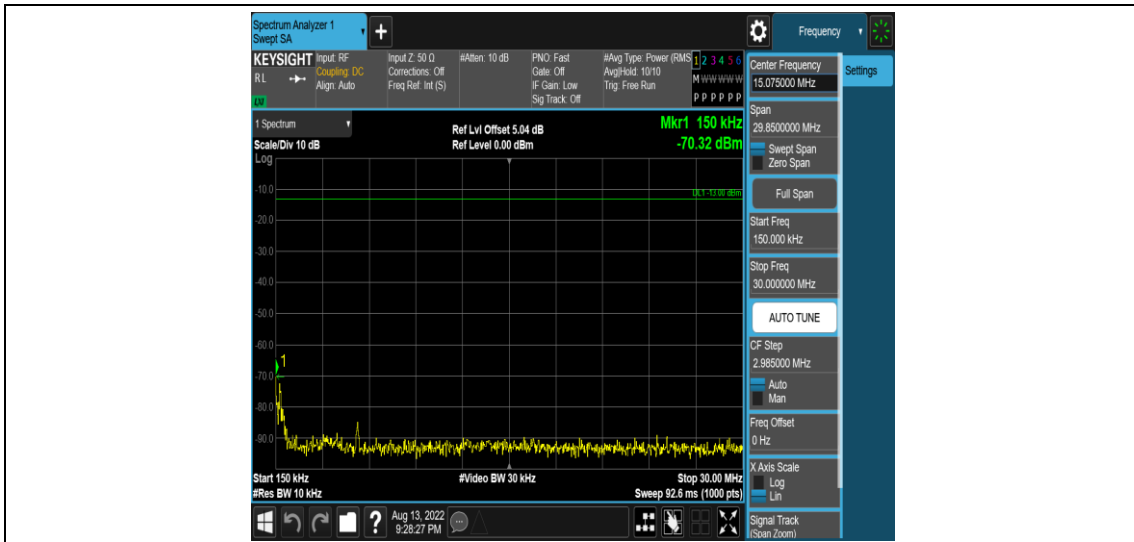 Spectrum Analyzer 1
Swept SA
+
Frequency
KEYSIGHT
RL
LXI
Input: RF
Coupling: DC
Align: Auto
Input Z: 50 Ω
Corrections: Off
Freq Ref: Int (S)
#Atten: 10 dB
PNO: Fast
Gate: Off
IF Gain: Low
Sig Track: Off
#Avg Type: Power (RMS
Avg|Hold: 10/10
Trig: Free Run
1 2 3 4 5 6
M W W W W W
P P P P P P
1 Spectrum
Scale/Div 10 dB
Ref Lvl Offset 5.04 dB
Ref Level 0.00 dBm
Mkr1 150 kHz
-70.32 dBm
Log
DL1 -13.00 dBm
-10.0
-20.0
-30.0
-40.0
-50.0
-60.0
-70.0
-80.0
-90.0
1
Start 150 kHz
#Video BW 30 kHz
Stop 30.00 MHz
#Res BW 10 kHz
Sweep 92.6 ms (1000 pts)
Center Frequency
15.075000 MHz
Settings
Span
29.8500000 MHz
Swept Span
Zero Span
Full Span
Start Freq
150.000 kHz
Stop Freq
30.000000 MHz
AUTO TUNE
CF Step
2.985000 MHz
Auto
Man
Freq Offset
0 Hz
X Axis Scale
Log
Lin
Signal Track
(Span Zoom)
?
Aug 13, 2022
9:28:27 PM